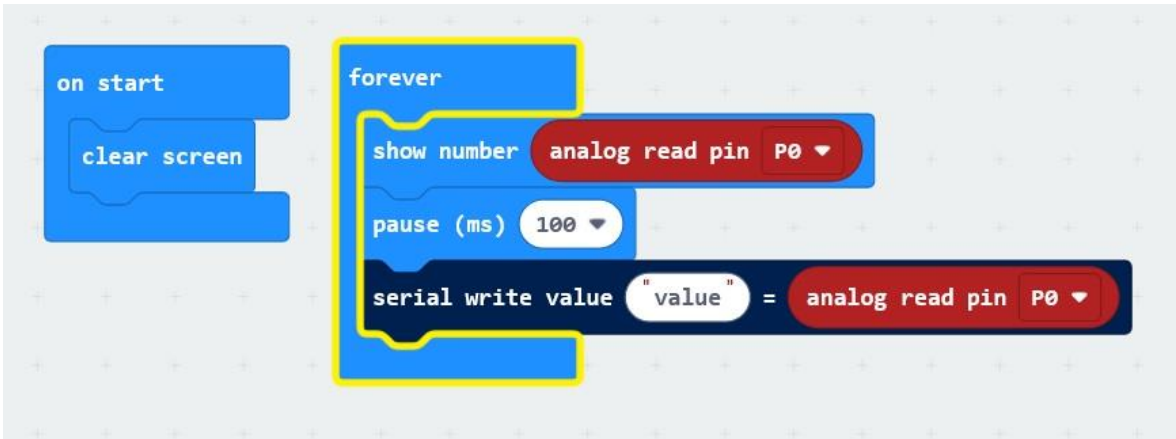 on start
clear screen
forever
show number analog read pin P0
pause (ms) 100
serial write value "value" = analog read pin P0